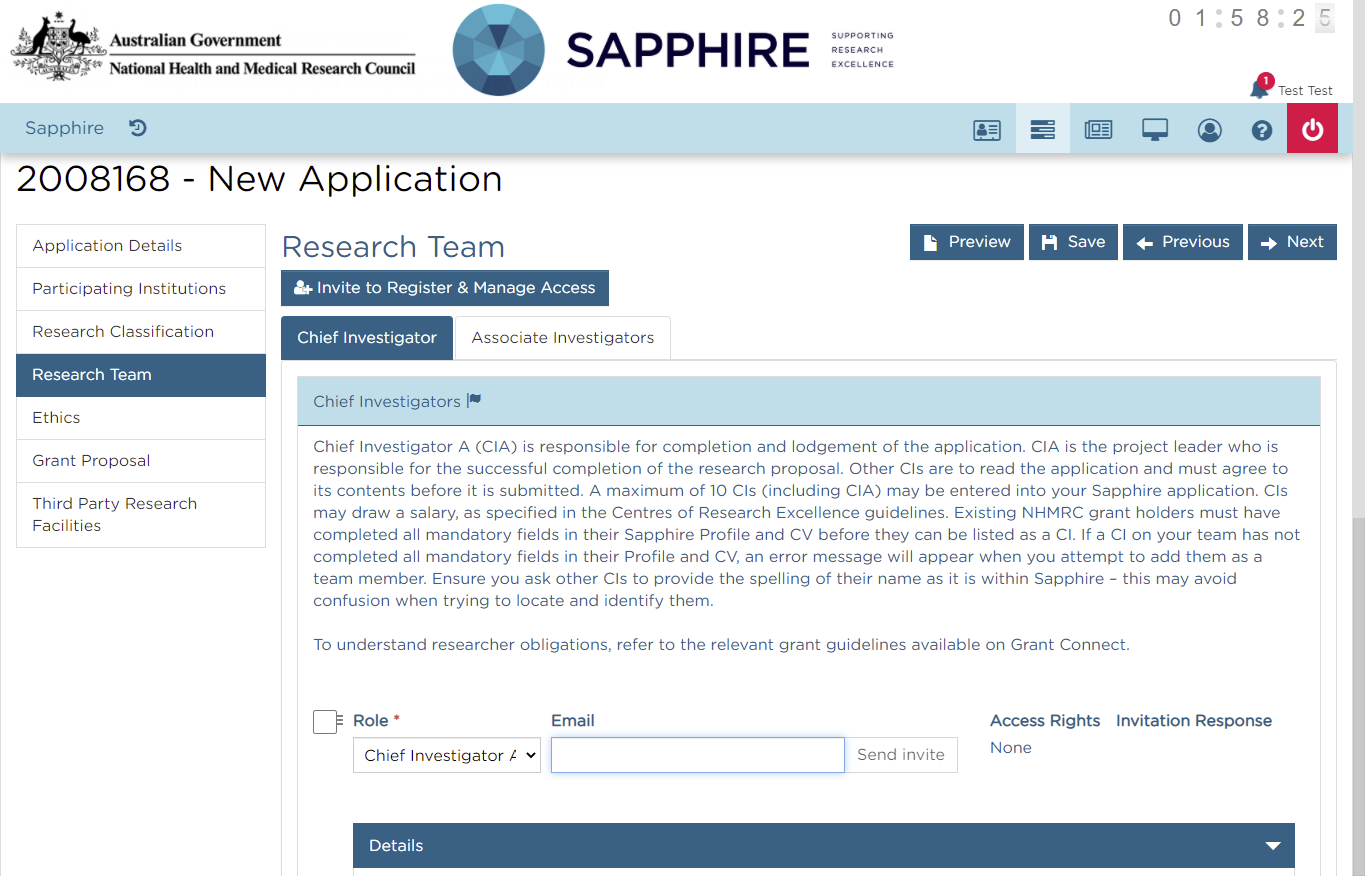 Australian Government
National Health and Medical Research Council
SAPPHIRE
SUPPORTING
RESEARCH
EXCELLENCE
01:58:25
1
Test Test
Sapphire
2008168 - New Application
Application Details
Participating Institutions
Research Classification
Research Team
Ethics
Grant Proposal
Third Party Research
Facilities
Research Team
Preview
Save
Previous
Next
Invite to Register & Manage Access
Chief Investigator
Associate Investigators
Chief Investigators
Chief Investigator A (CIA) is responsible for completion and lodgement of the application. CIA is the project leader who is
responsible for the successful completion of the research proposal. Other CIs are to read the application and must agree to
its contents before it is submitted. A maximum of 10 CIs (including CIA) may be entered into your Sapphire application. CIs
may draw a salary, as specified in the Centres of Research Excellence guidelines. Existing NHMRC grant holders must have
completed all mandatory fields in their Sapphire Profile and CV before they can be listed as a CI. If a CI on your team has not
completed all mandatory fields in their Profile and CV, an error message will appear when you attempt to add them as a
team member. Ensure you ask other CIs to provide the spelling of their name as it is within Sapphire – this may avoid
confusion when trying to locate and identify them.
To understand researcher obligations, refer to the relevant grant guidelines available on Grant Connect.
Role * Email Access Rights Invitation Response
Chief Investigator A Send invite None
Details